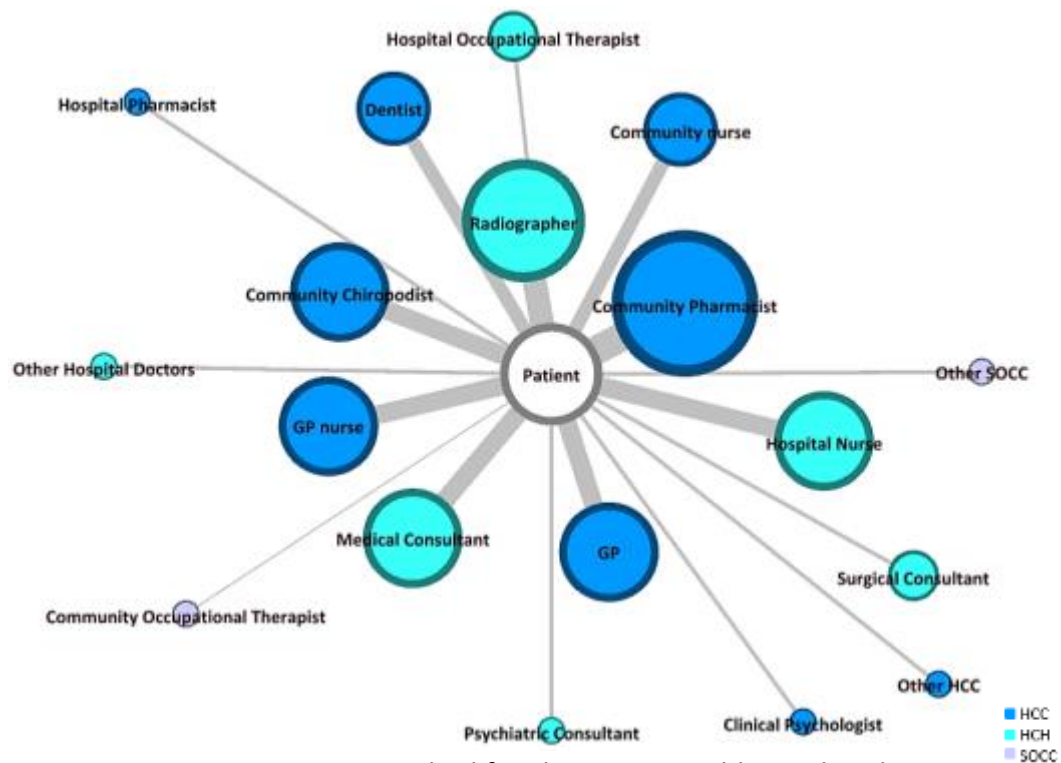 Hospital Occupational Therapist
Hospital Pharmacist
Dentist
Community nurse
Radiographer
Community Chiropodist
Community Pharmacist
Other Hospital Doctors
Patient
Other SOCC
GP nurse
Hospital Nurse
Medical Consultant
GP
Surgical Consultant
Community Occupational Therapist
Other HCC
Psychiatric Consultant
Clinical Psychologist
HCC
HCH
SOCC